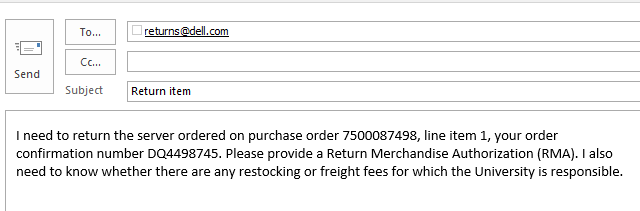 To...
returns@dell.com
Send
Cc...
Subject
Return item
I need to return the server ordered on purchase order 7500087498, line item 1, your order
confirmation number DQ4498745. Please provide a Return Merchandise Authorization (RMA). I also
need to know whether there are any restocking or freight fees for which the University is responsible.